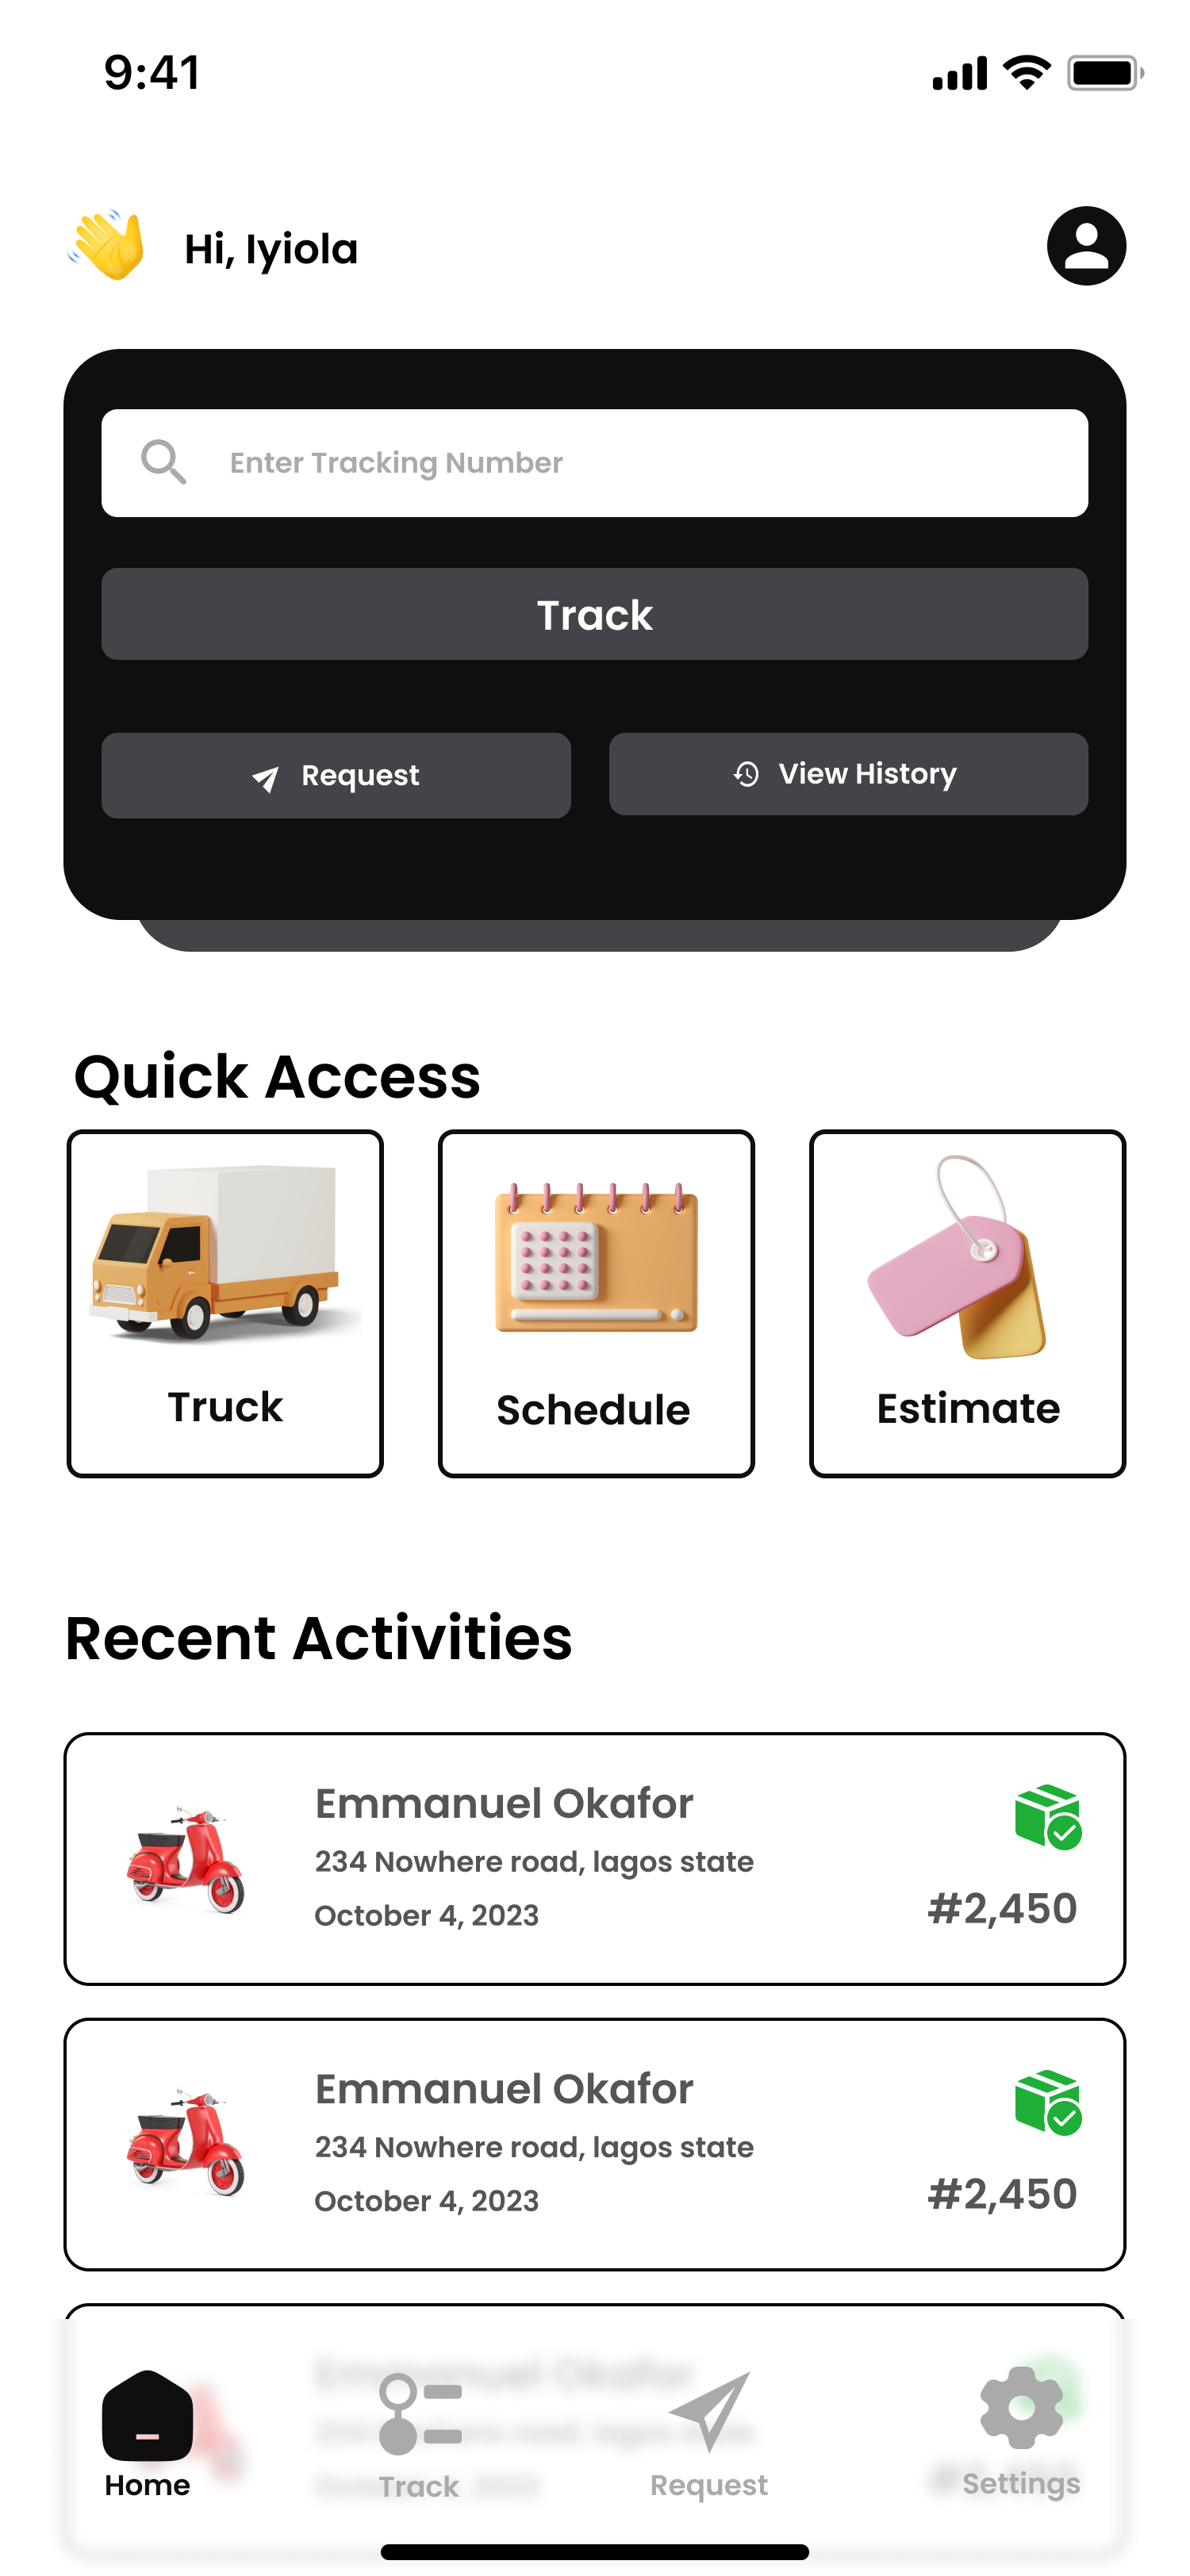 9:41
Hi, Iyiola
Enter Tracking Number
Track
Request
View History
Quick Access
Truck
Schedule
Estimate
Recent Activities
Emmanuel Okafor
234 Nowhere road, lagos state
October 4, 2023
#2,450
Emmanuel Okafor
234 Nowhere road, lagos state
October 4, 2023
#2,450
Emmanuel Okafor
Home
Track
Request
Settings